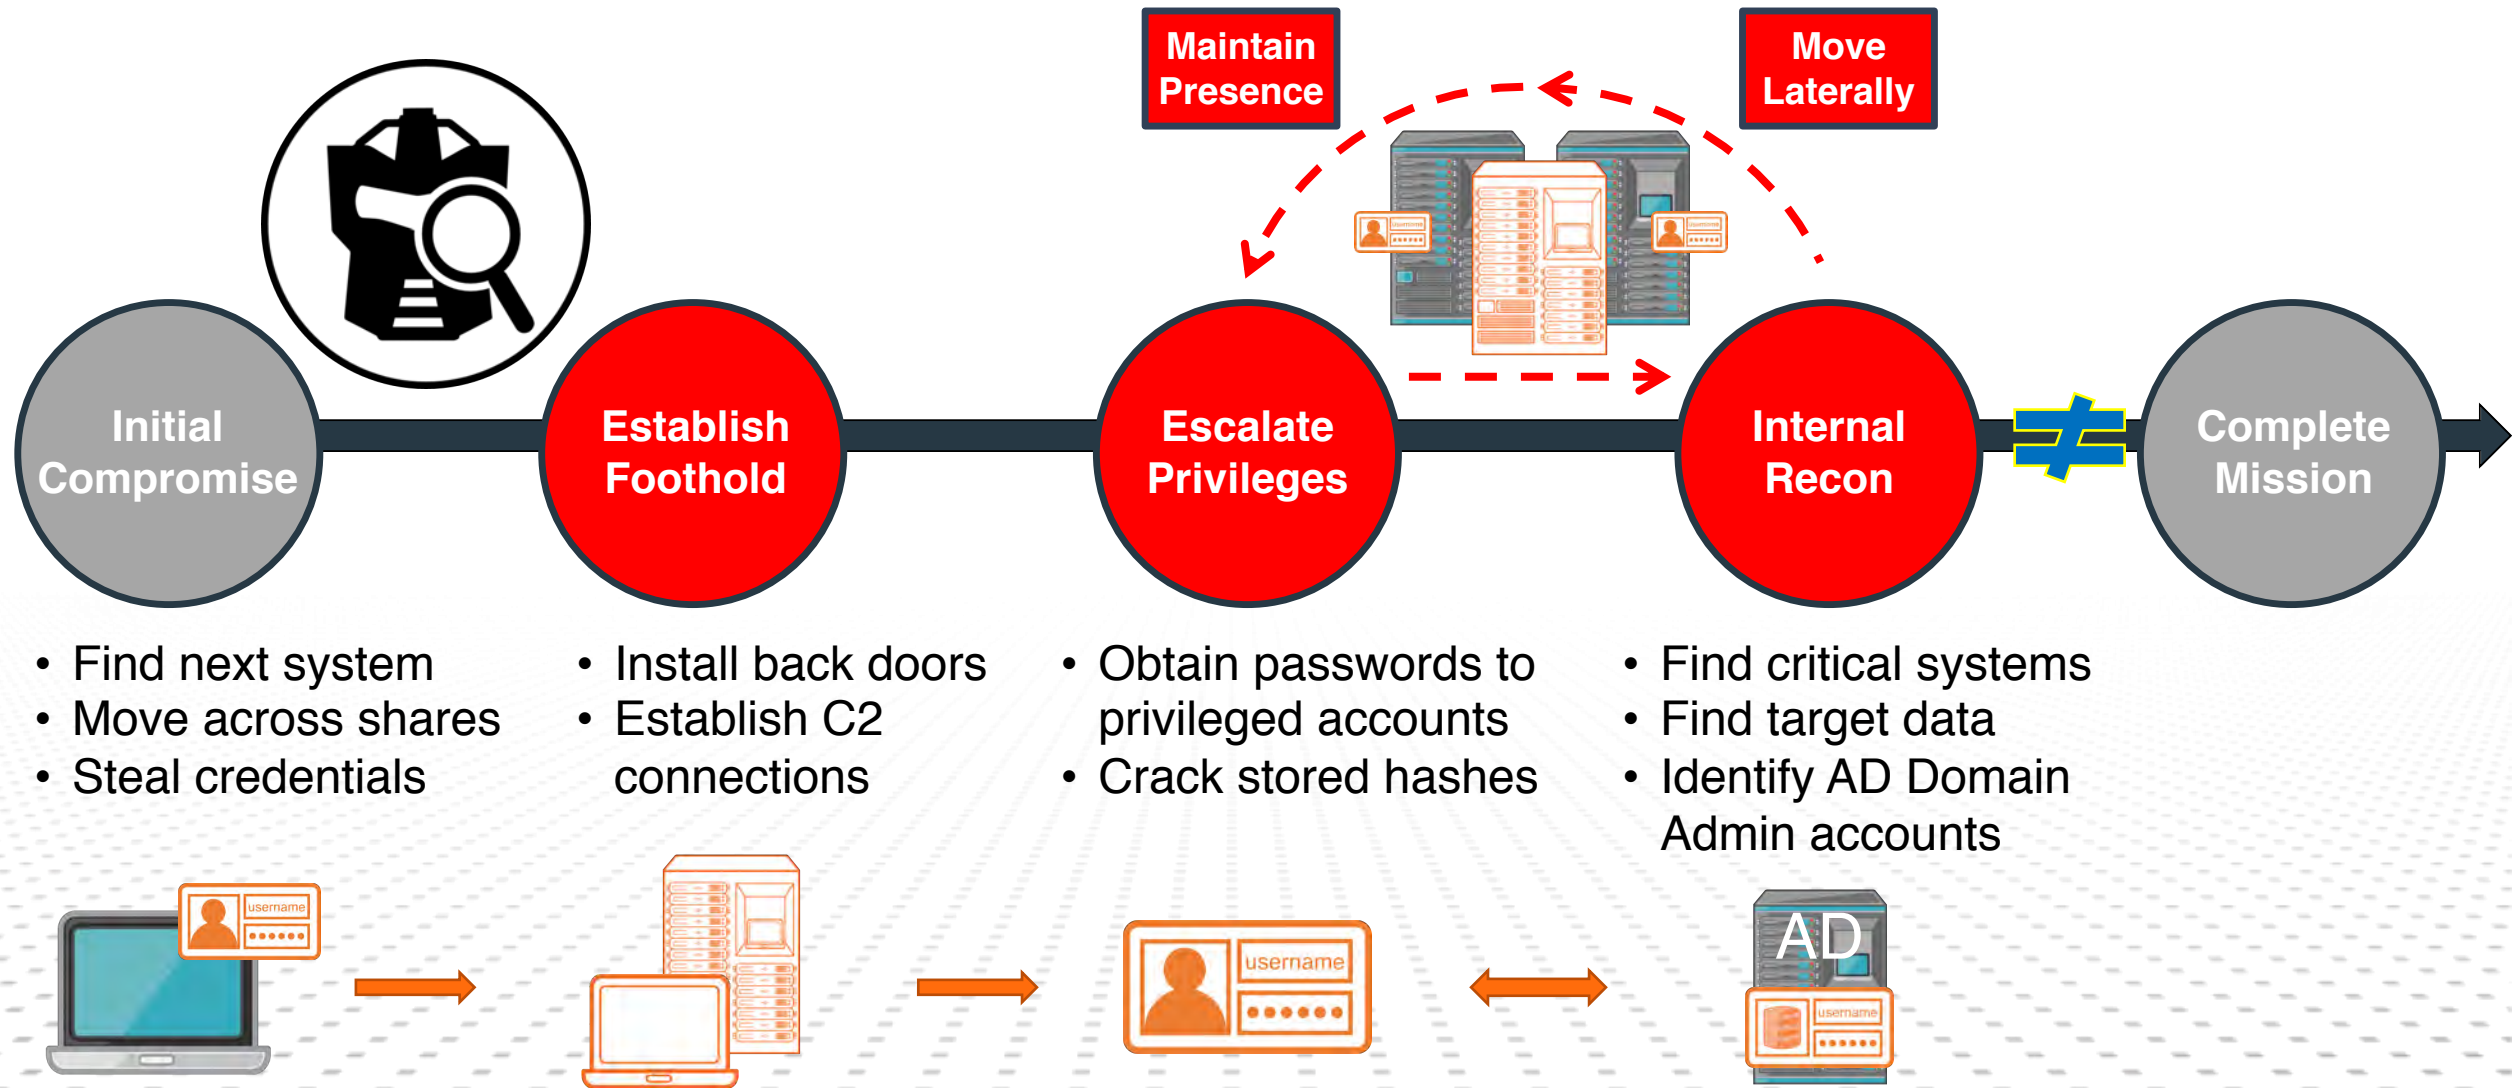 Maintain
Presence
Move
Laterally
username
username
Initial
Compromise
Establish
Foothold
Escalate
Privileges
Internal
Recon
Complete
Mission
• Find next system
• Move across shares
• Steal credentials
• Install back doors
• Establish C2
connections
• Obtain passwords to
privileged accounts
• Crack stored hashes
• Find critical systems
• Find target data
• Identify AD Domain
Admin accounts
username
username
AD
username